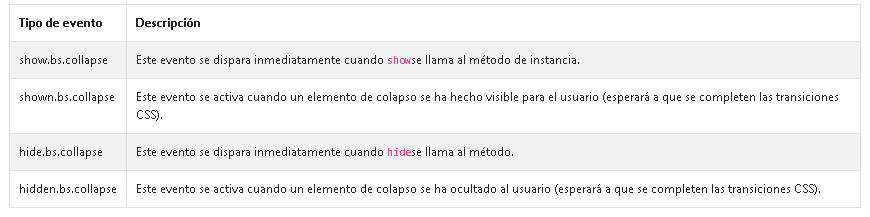 Tipo de evento Descripción
show.bs.collapse Este evento se dispara inmediatamente cuando showse llama al método de instancia.
shown.bs.collapse Este evento se activa cuando un elemento de colapso se ha hecho visible para el usuario (esperará a que se completen las transiciones
CSS).
hide.bs.collapse Este evento se dispara inmediatamente cuando hidese llama al método.
hidden.bs.collapse Este evento se activa cuando un elemento de colapso se ha ocultado al usuario (esperará a que se completen las transiciones CSS).